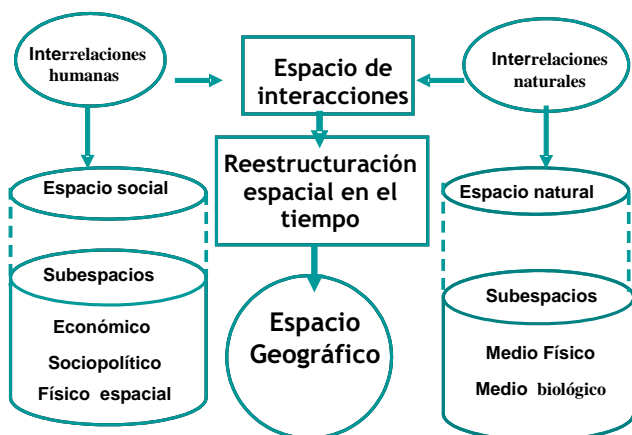 Interrelaciones
humanas
Espacio de
interacciones
Interrelaciones
naturales
Reestructuración
espacial en el
tiempo
Espacio social
Espacio natural
Subespacios
Económico
Sociopolítico
Físico espacial
Espacio
Geográfico
Subespacios
Medio Físico
Medio biológico